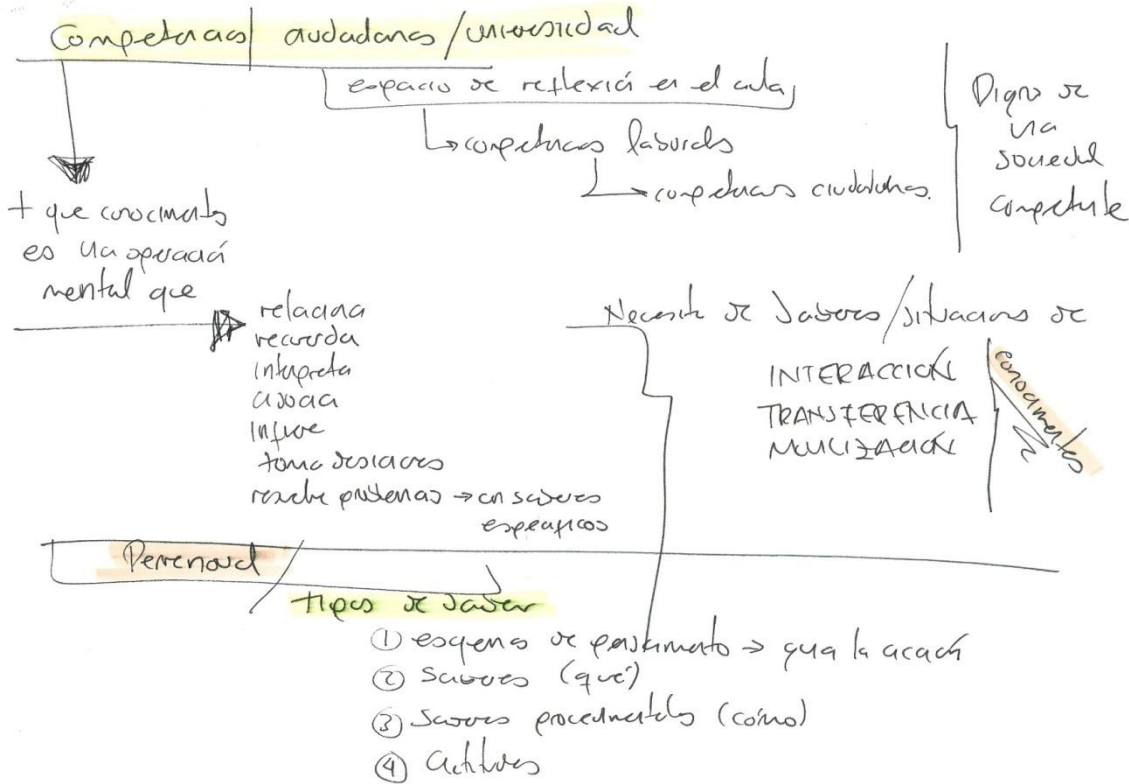 Competencias ciudadanas / universidad
espacio de reflexión en el aula
competencias laborales
competencias ciudadanas.
Digno de
una
sociedad
competente
+ que conocimiento
es una operación
mental que
relaciona
recuerda
interpreta
asocia
infiere
toma decisiones
resuelve problemas → con saberes
específicos
Necesita de saberes / situaciones de
INTERACCIÓN
TRANSFERENCIA
MOVILIZACIÓN
conocimientos
Perrenoud
tipos de saber
① esquemas de pensamiento → guía la acción
② saberes (qué)
③ saberes procedimentales (cómo)
④ actitudes